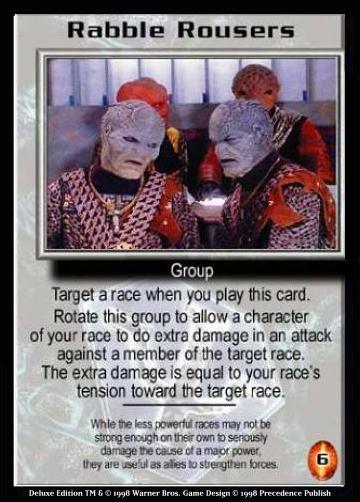 Rabble Rousers
Group
Target a race when you play this card.
Rotate this group to allow a character
of your race to do extra damage in an attack
against a member of the target race.
The extra damage is equal to your race's
tension toward the target race.
While the less powerful races may not be
strong enough on their own to seriously
damage the cause of a major power,
they are useful as allies to strengthen forces.
6
Deluxe Edition TM & © 1998 Warner Bros. Game Design © 1998 Precedence Publish